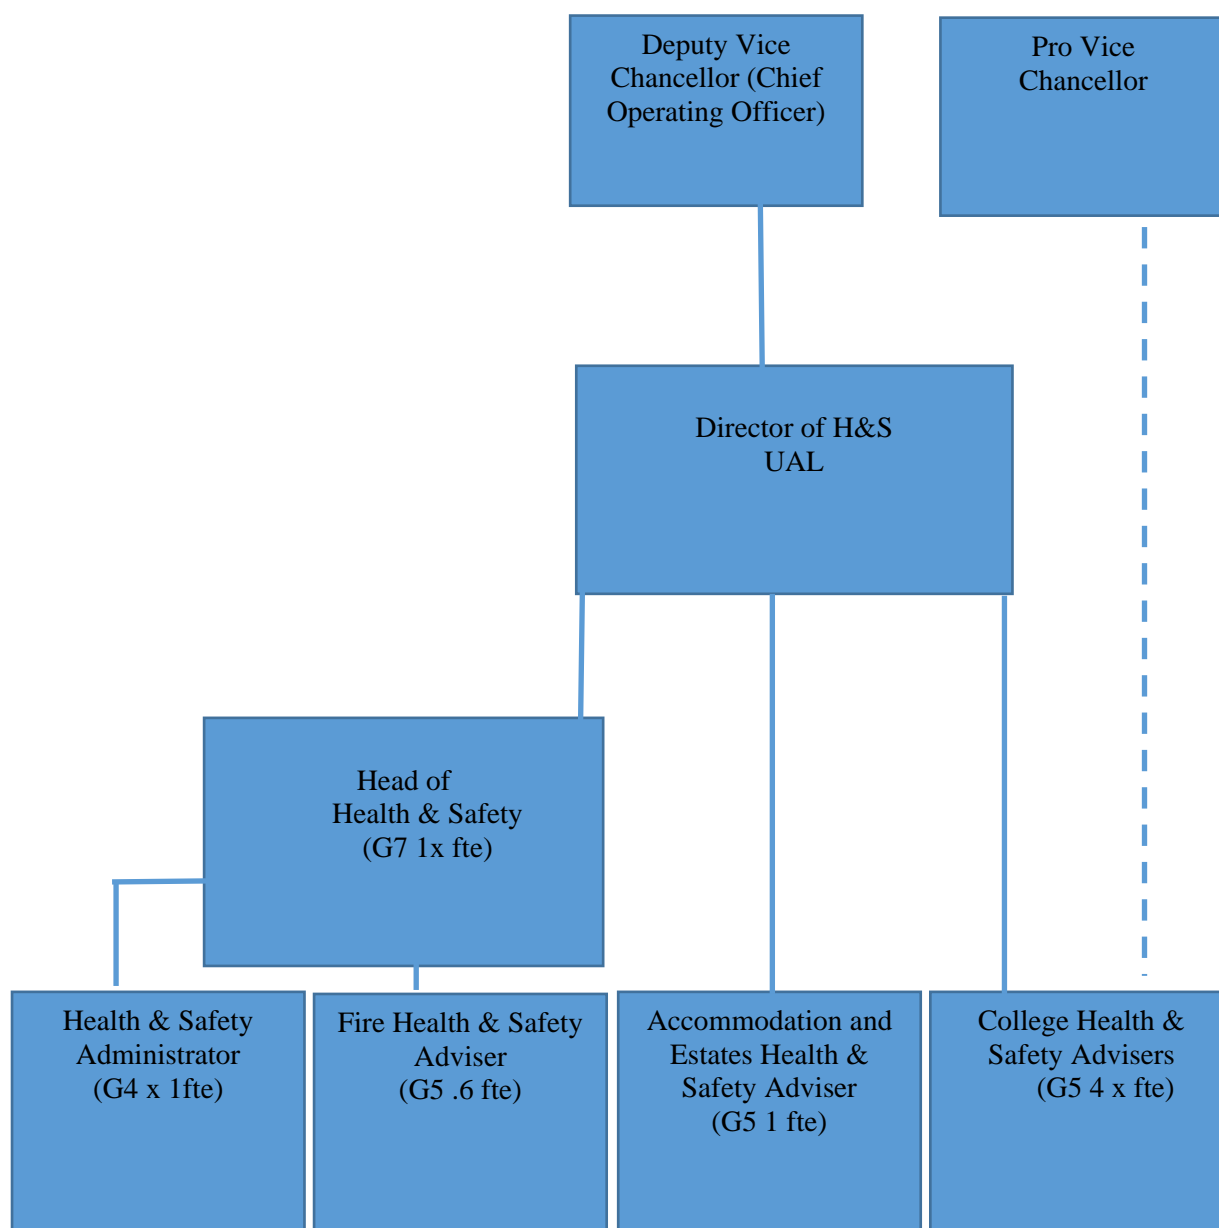 Deputy Vice
Chancellor (Chief
Operating Officer)
Pro Vice
Chancellor
Director of H&S
UAL
Head of
Health & Safety
(G7 1x fte)
Health & Safety
Administrator
(G4 x 1fte)
Fire Health & Safety
Adviser
(G5 .6 fte)
Accommodation and
Estates Health &
Safety Adviser
(G5 1 fte)
College Health &
Safety Advisers
(G5 4 x fte)